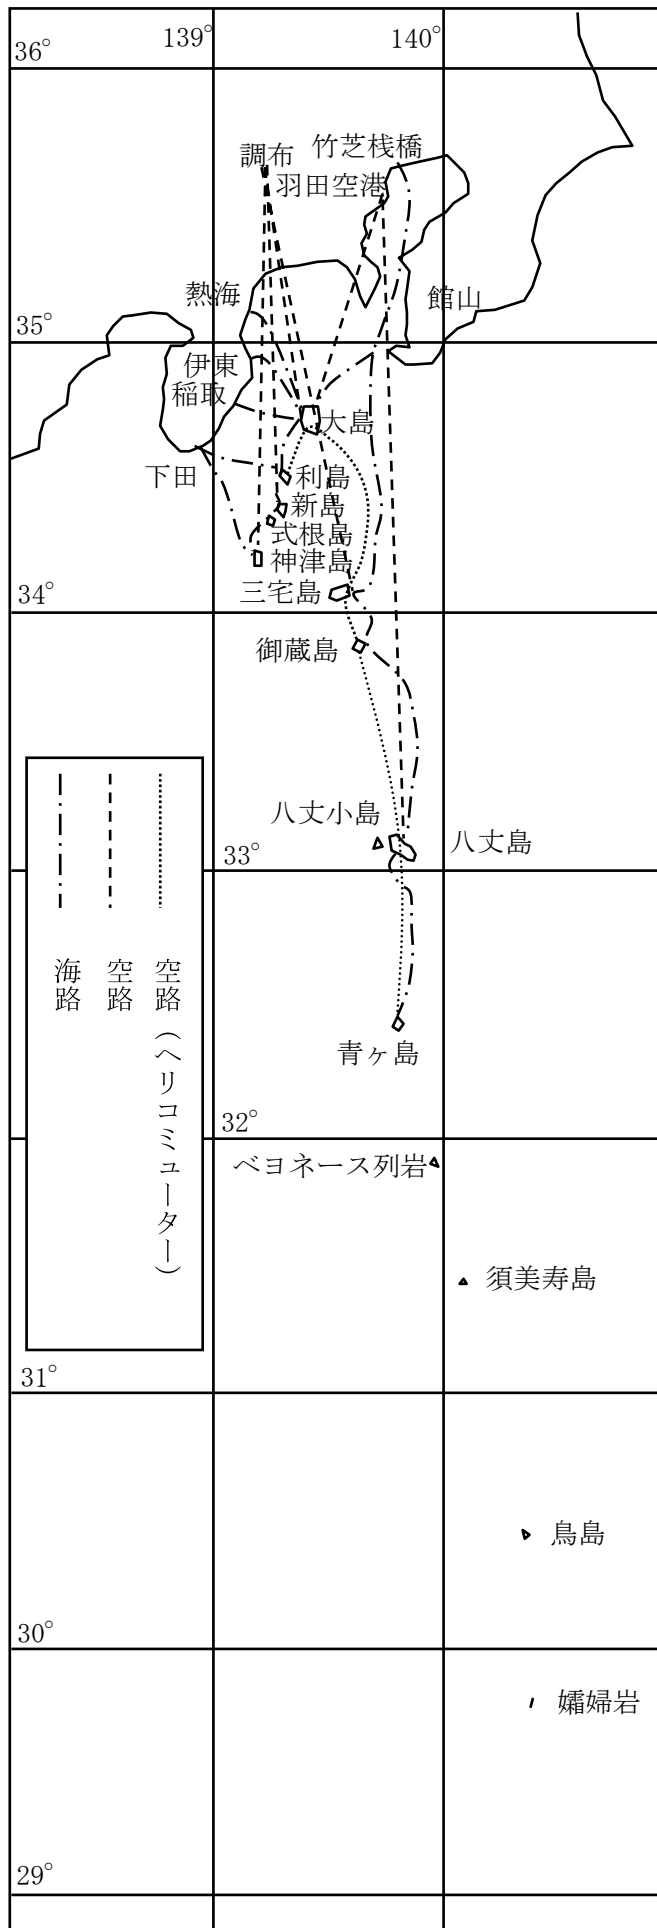 139°
140°
36°
調布
竹芝桟橋
羽田空港
熱海
館山
35°
伊東
稲取
大島
下田
利島
新島
式根島
神津島
三宅島
34°
御蔵島
八丈小島
八丈島
33°
青ヶ島
空路(ヘリコミューター)
空路
海路
32°
ベヨネース列岩
須美寿島
31°
鳥島
30°
孀婦岩
29°